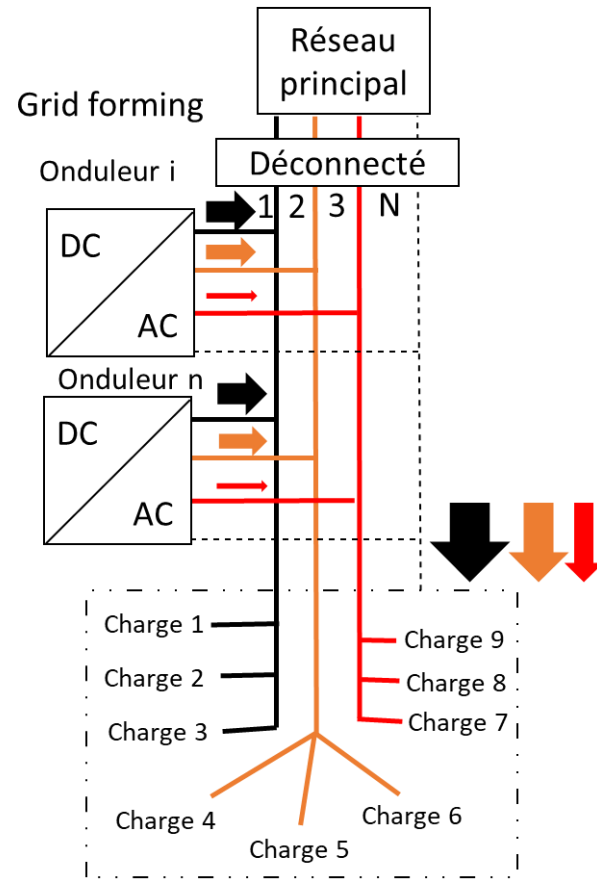 Réseau
principal
Grid forming
Déconnecté
Onduleur i
1 2 3 N
DC
AC
Onduleur n
DC
AC
Charge 1
Charge 9
Charge 2
Charge 8
Charge 3
Charge 7
Charge 4
Charge 6
Charge 5